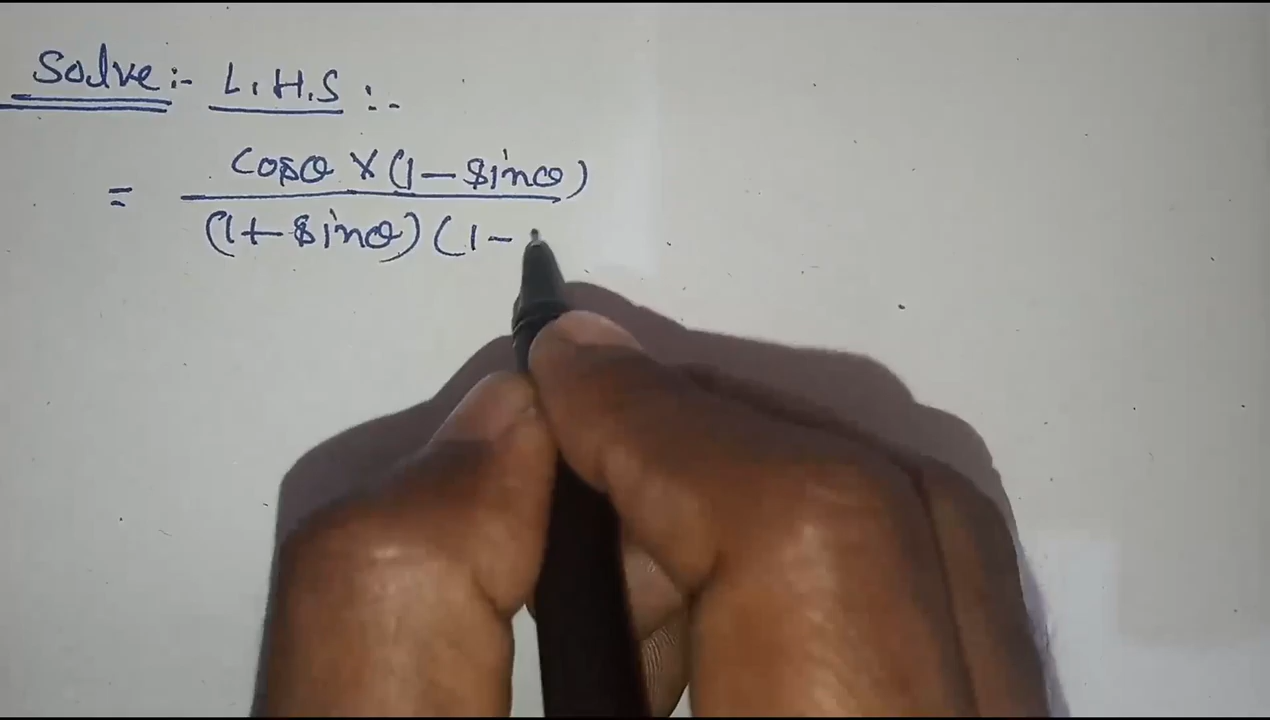 Solve:- L.H.S :-
= cosθ × (1 - sinθ)
(1 + sinθ) (1 -